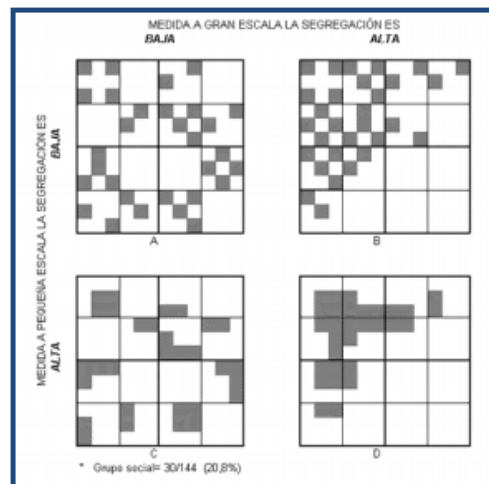 MEDIDA A GRAN ESCALA LA SEGREGACIÓN ES
BAJA
ALTA
MEDIDA A PEQUEÑA ESCALA LA SEGREGACIÓN ES
BAJA
ALTA
A
B
C
D
* Grupo social= 30/144 (20,8%)